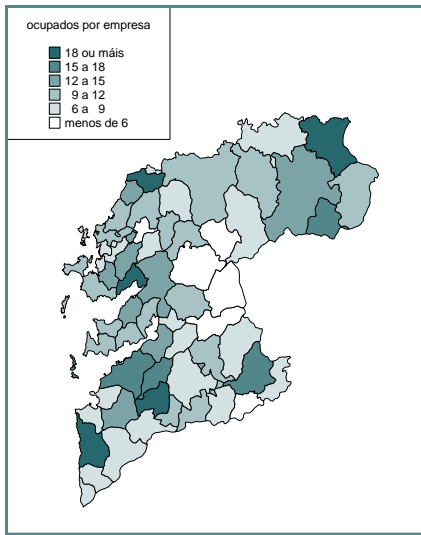 ocupados por empresa
18 ou máis
15 a 18
12 a 15
9 a 12
6 a 9
menos de 6